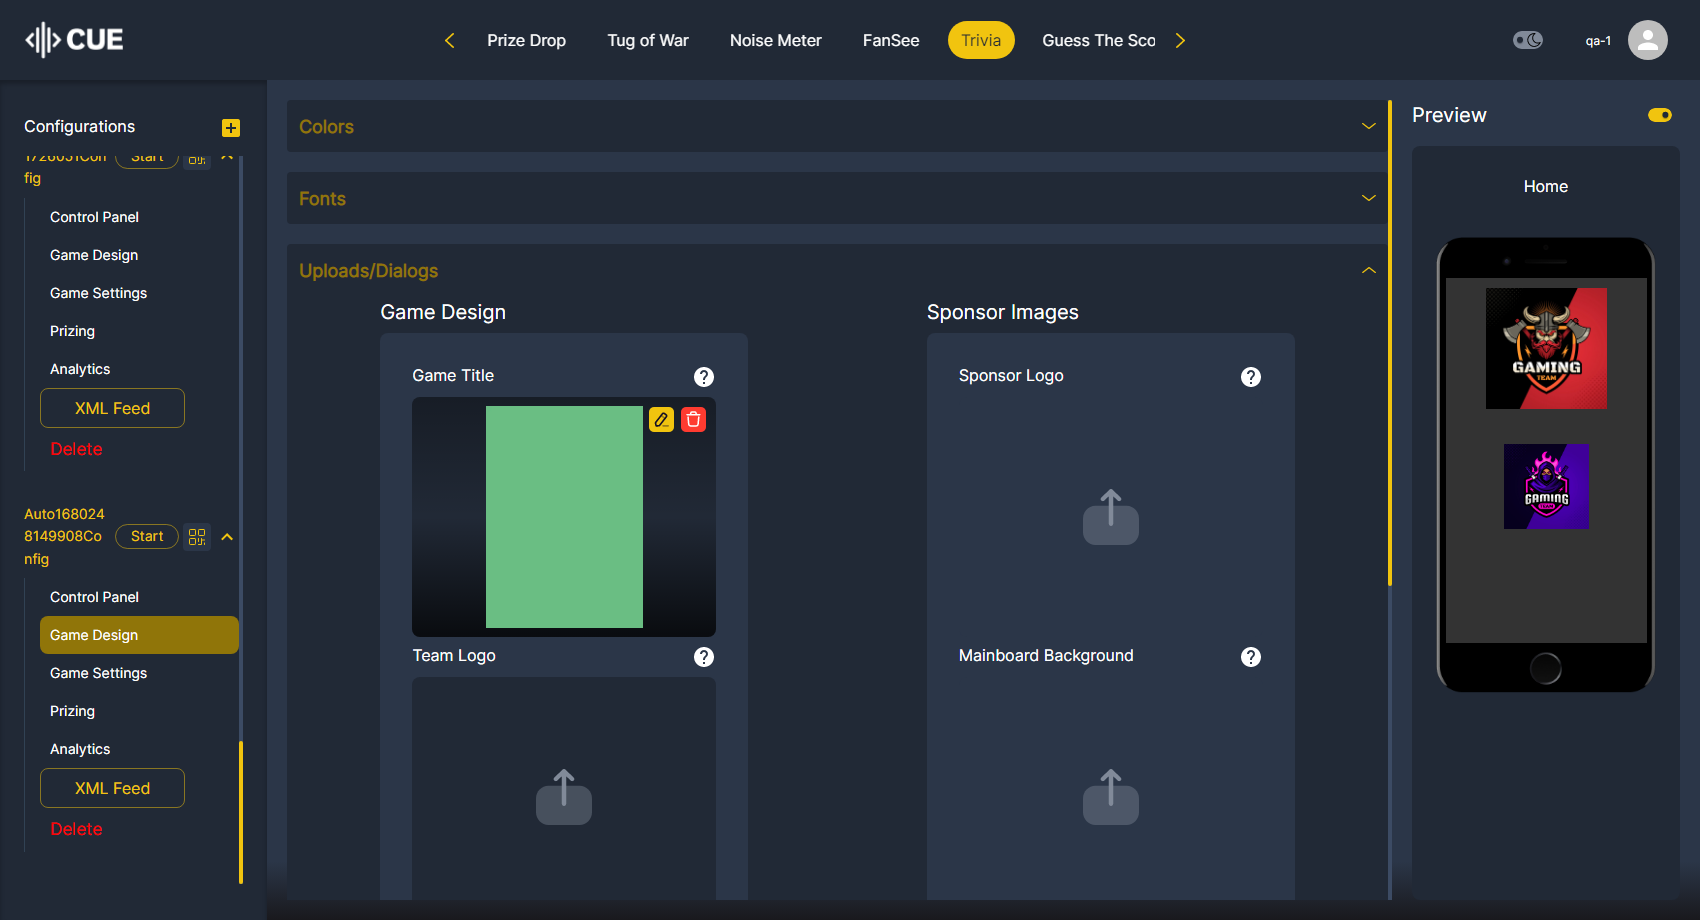 CUE
Prize Drop
Tug of War
Noise Meter
FanSee
Trivia
Guess The Sco
qa-1
Configurations
1726051Con
fig
Start
Control Panel
Game Design
Game Settings
Prizing
Analytics
XML Feed
Delete
Auto168024
8149908Co
nfig
Start
Control Panel
Game Design
Game Settings
Prizing
Analytics
XML Feed
Delete
Colors
Fonts
Uploads/Dialogs
Game Design
Game Title
?
Team Logo
?
Sponsor Images
Sponsor Logo
?
Mainboard Background
?
Preview
Home
GAMING
TEAM
GAMING
TEAM